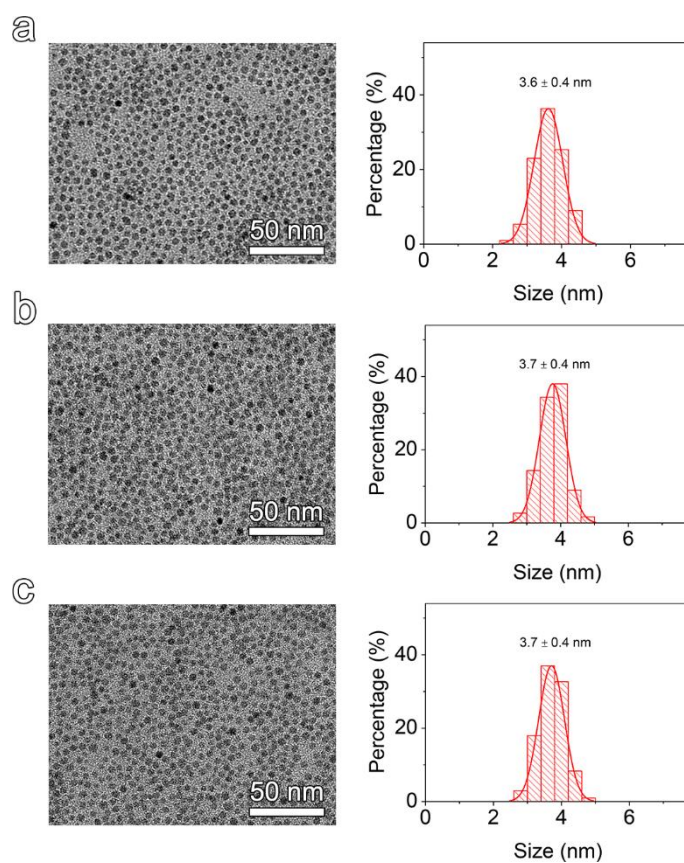 a
50 nm
Percentage (%)
40
20
0
3.6 ± 0.4 nm
0 2 4 6
Size (nm)
b
50 nm
Percentage (%)
40
20
0
3.7 ± 0.4 nm
0 2 4 6
Size (nm)
c
50 nm
Percentage (%)
40
20
0
3.7 ± 0.4 nm
0 2 4 6
Size (nm)